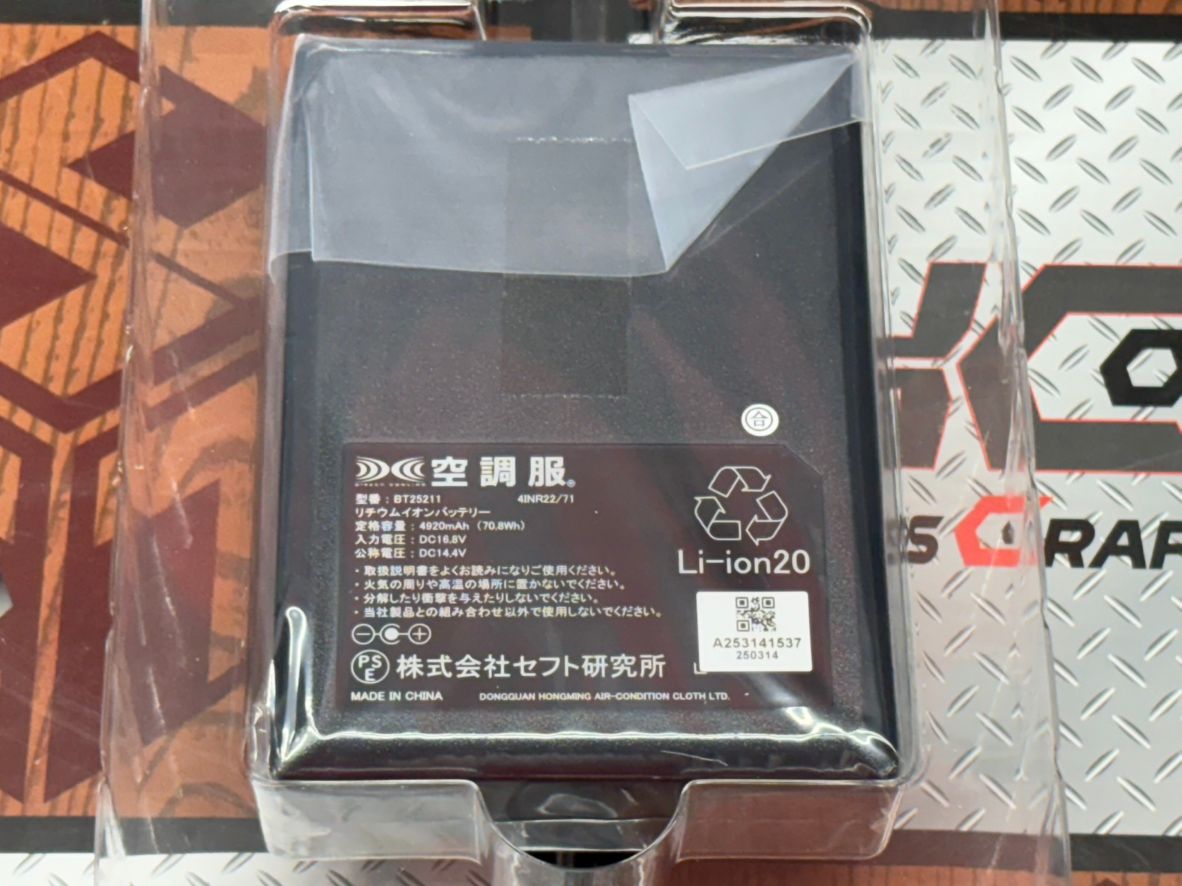 合
DIRECT COOLING
空調服®
型番：BT25211 4INR22/71
リチウムイオンバッテリー
定格容量：4920mAh（70.8Wh）
入力電圧：DC16.8V
公称電圧：DC14.4V
・取扱説明書をよくお読みになりご使用ください。
・火気の周りや高温の場所に置かないでください。
・分解したり衝撃を与えたりしないでください。
・当社製品との組み合わせ以外で使用しないでください。
Li-ion20
A253141537
250314
PSE 株式会社セフト研究所
MADE IN CHINA DONGGUAN HONGMING AIR-CONDITION CLOTH LTD.